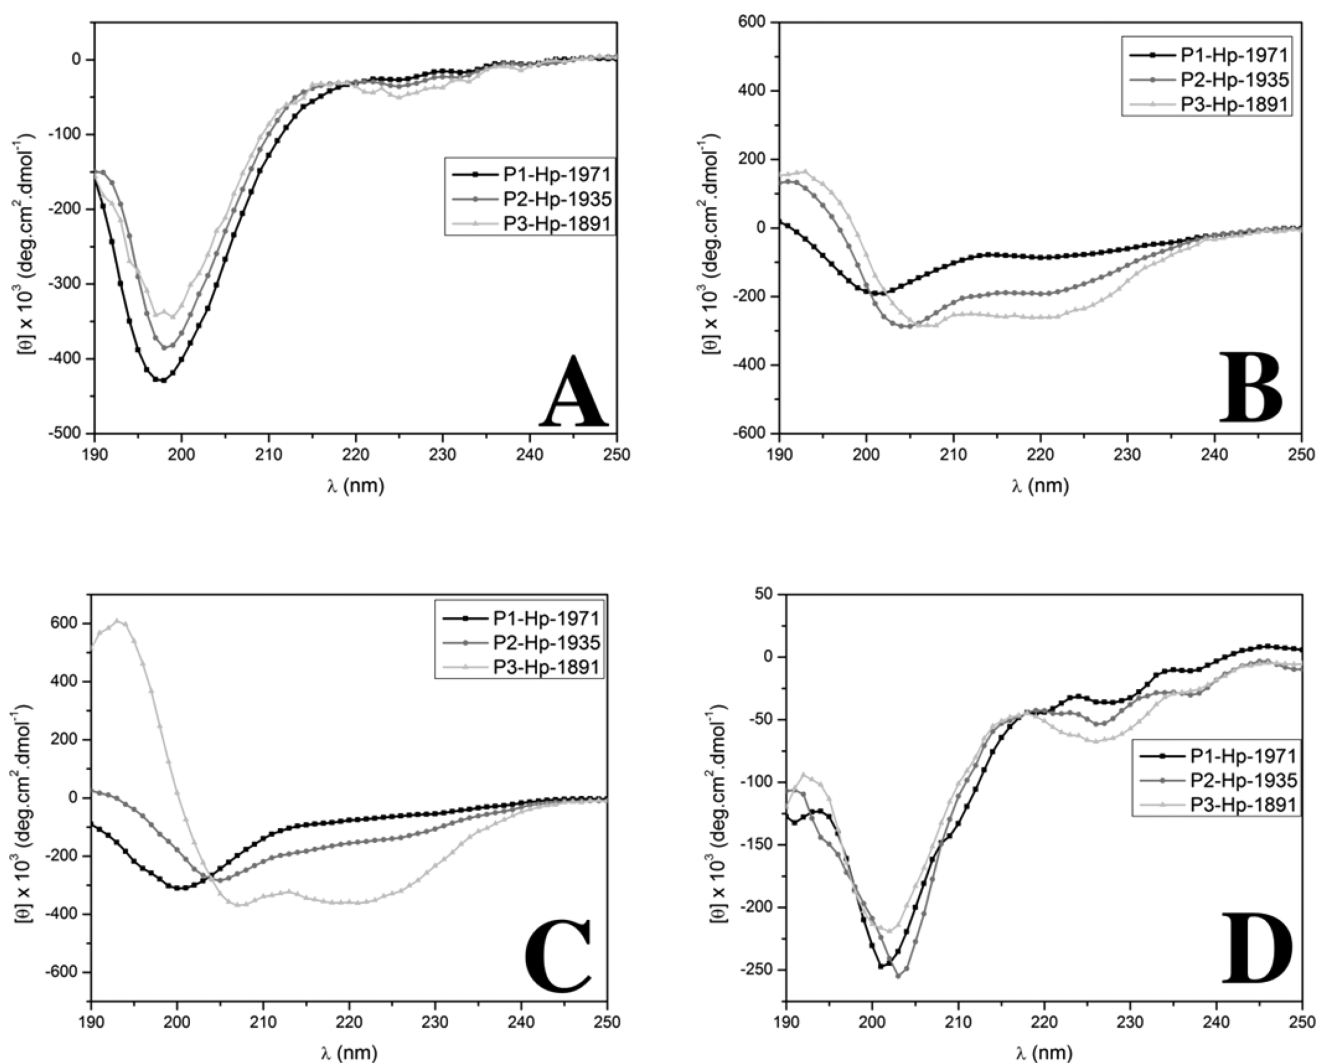 0
-100
-200
-300
-400
-500
[θ] x 10³ (deg.cm².dmol⁻¹)
P1-Hp-1971
P2-Hp-1935
P3-Hp-1891
A
190 200 210 220 230 240 250
λ (nm)
600
400
200
0
-200
-400
-600
[θ] x 10³ (deg.cm².dmol⁻¹)
P1-Hp-1971
P2-Hp-1935
P3-Hp-1891
B
190 200 210 220 230 240 250
λ (nm)
600
400
200
0
-200
-400
-600
[θ] x 10³ (deg.cm².dmol⁻¹)
P1-Hp-1971
P2-Hp-1935
P3-Hp-1891
C
190 200 210 220 230 240 250
λ (nm)
50
0
-50
-100
-150
-200
-250
[θ] x 10³ (deg.cm².dmol⁻¹)
P1-Hp-1971
P2-Hp-1935
P3-Hp-1891
D
190 200 210 220 230 240 250
λ (nm)